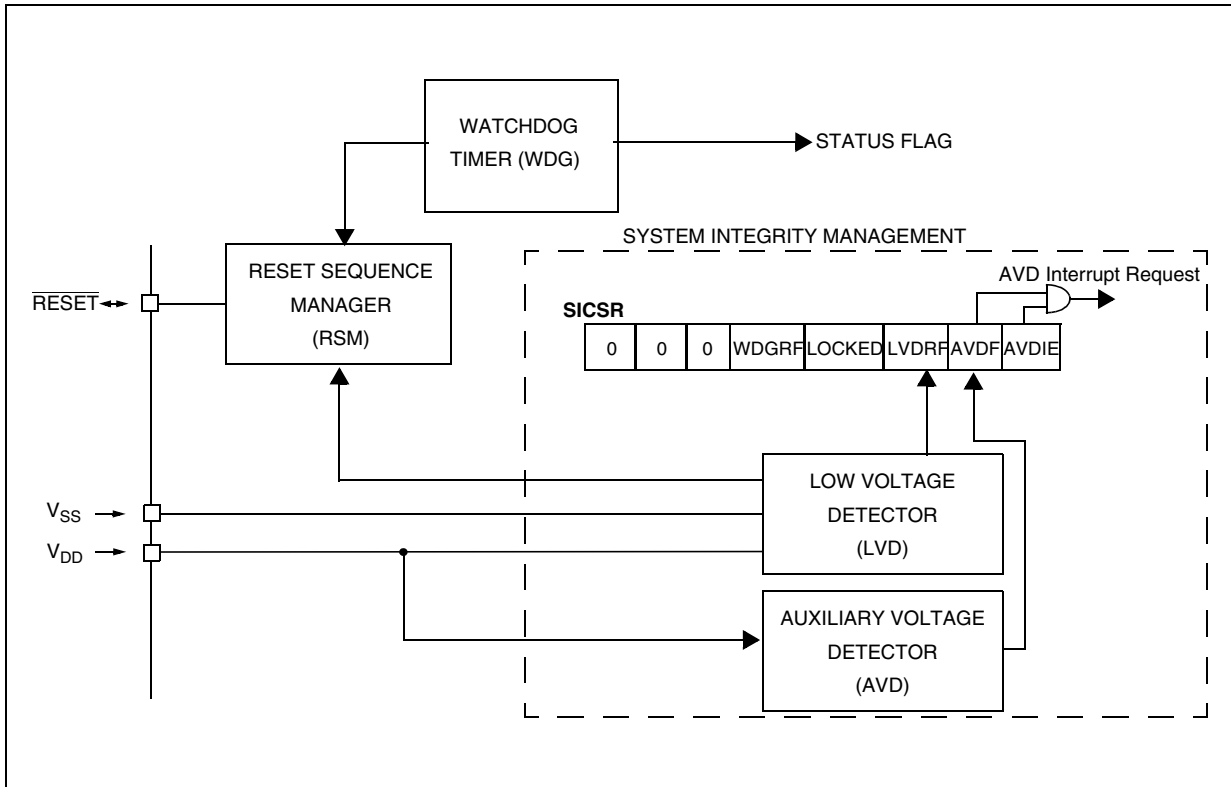 WATCHDOG
TIMER (WDG)
STATUS FLAG
SYSTEM INTEGRITY MANAGEMENT
RESET SEQUENCE
MANAGER
(RSM)
AVD Interrupt Request
RESET
SICSR
0 0 0 WDGRF LOCKED LVDRF AVDF AVDIE
LOW VOLTAGE
DETECTOR
(LVD)
VSS
VDD
AUXILIARY VOLTAGE
DETECTOR
(AVD)